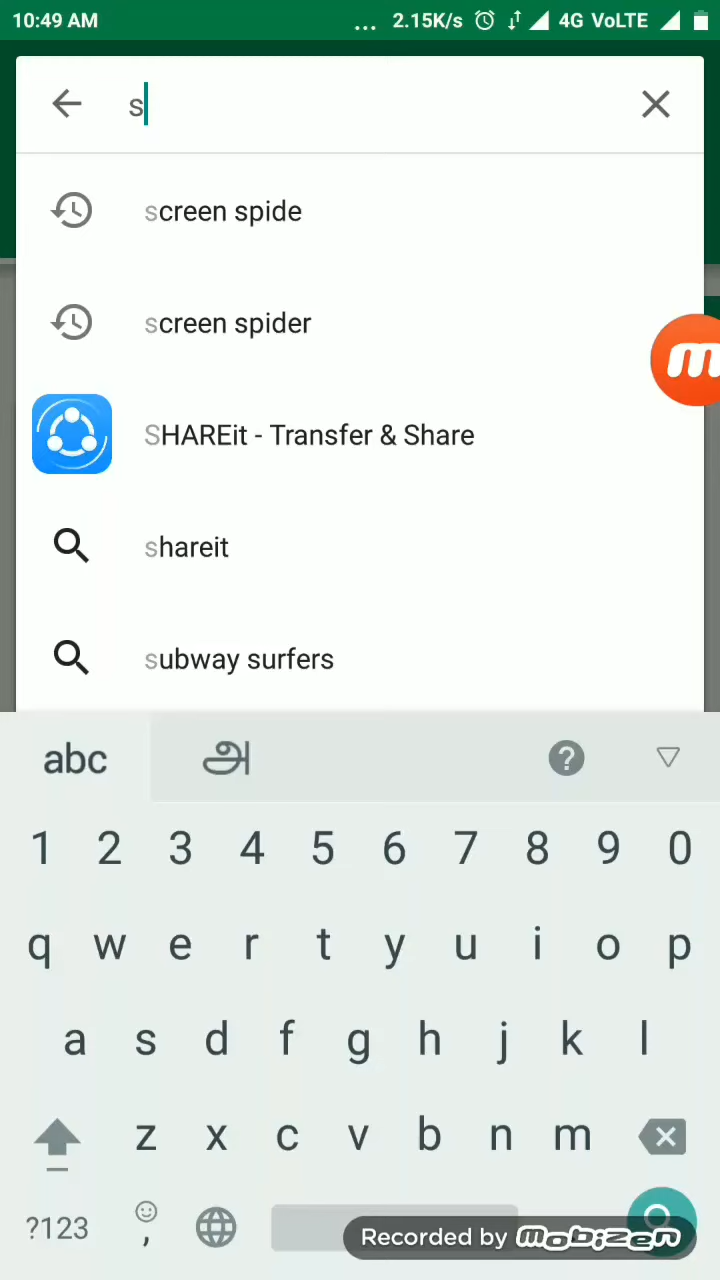 10:49 AM ... 2.15K/s 4G VoLTE
s
screen spide
screen spider
m
SHAREit - Transfer & Share
shareit
subway surfers
abc அ ?
1 2 3 4 5 6 7 8 9 0
q w e r t y u i o p
a s d f g h j k l
z x c v b n m
?123 ,
Recorded by mobizen